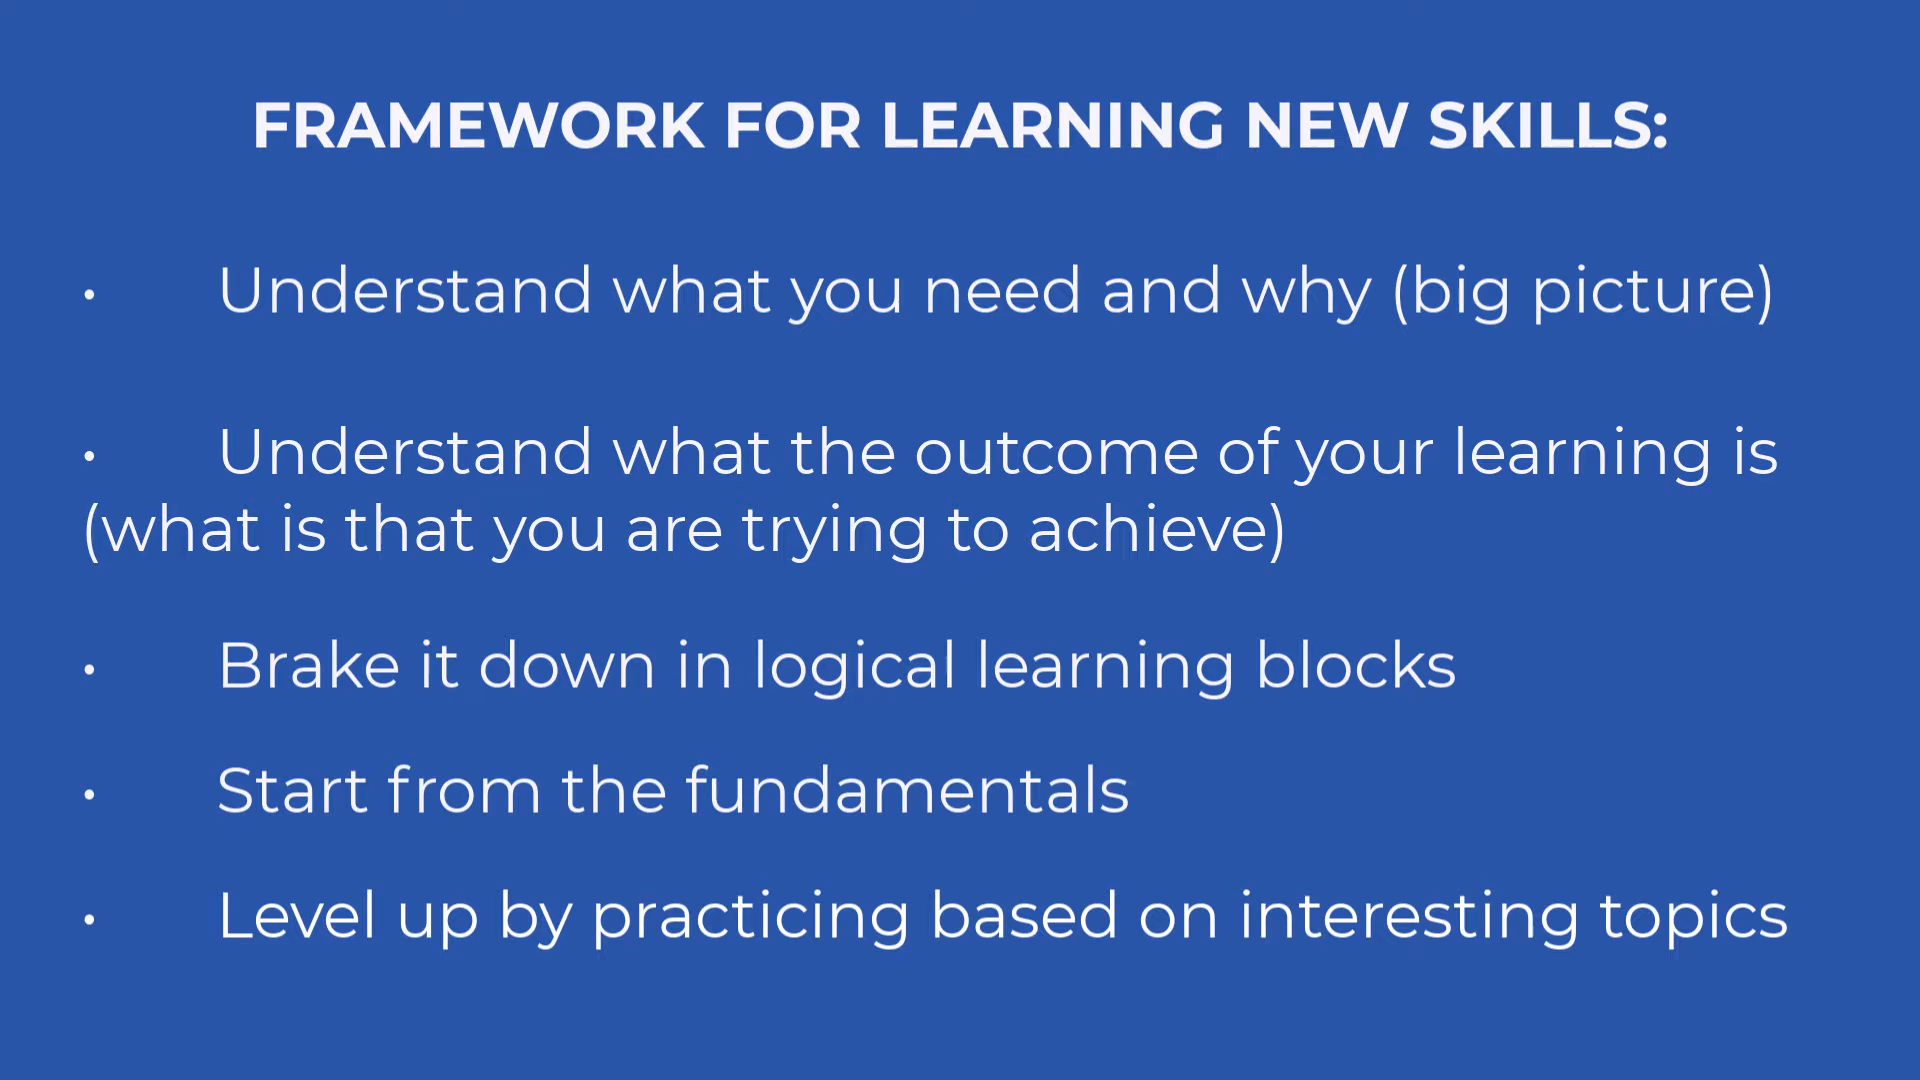 FRAMEWORK FOR LEARNING NEW SKILLS:
• Understand what you need and why (big picture)
• Understand what the outcome of your learning is
(what is that you are trying to achieve)
• Brake it down in logical learning blocks
• Start from the fundamentals
• Level up by practicing based on interesting topics